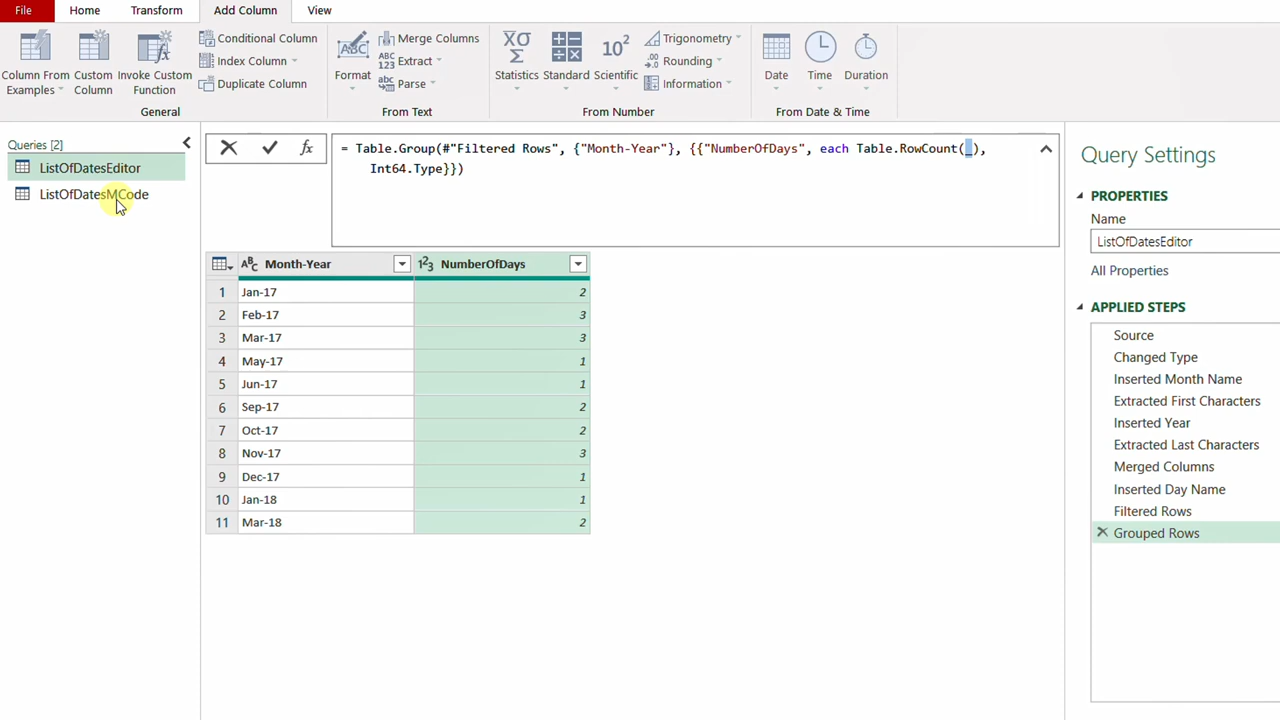 File Home Transform Add Column View
Column From Examples
Custom Column
Invoke Custom Function
Conditional Column
Index Column
Duplicate Column
General
Format
Merge Columns
Extract
Parse
From Text
Statistics
Standard
Scientific
Trigonometry
Rounding
Information
From Number
Date
Time
Duration
From Date & Time
Queries [2]
ListOfDatesEditor
ListOfDatesMCode
= Table.Group(#"Filtered Rows", {"Month-Year"}, {{"NumberOfDays", each Table.RowCount(_),
Int64.Type}})
Month-Year NumberOfDays
1 Jan-17 2
2 Feb-17 3
3 Mar-17 3
4 May-17 1
5 Jun-17 1
6 Sep-17 2
7 Oct-17 2
8 Nov-17 3
9 Dec-17 1
10 Jan-18 1
11 Mar-18 2
Query Settings
PROPERTIES
Name
ListOfDatesEditor
All Properties
APPLIED STEPS
Source
Changed Type
Inserted Month Name
Extracted First Characters
Inserted Year
Extracted Last Characters
Merged Columns
Inserted Day Name
Filtered Rows
Grouped Rows